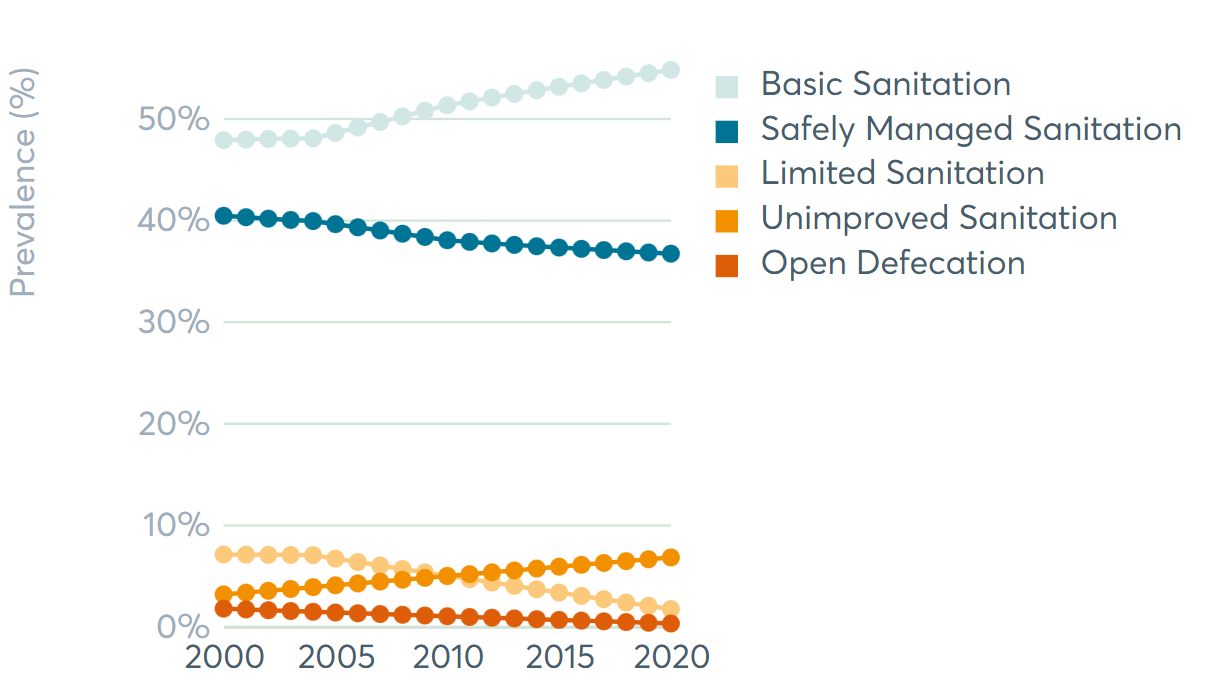 Prevalence (%)
50%
40%
30%
20%
10%
0%
2000 2005 2010 2015 2020
Basic Sanitation
Safely Managed Sanitation
Limited Sanitation
Unimproved Sanitation
Open Defecation